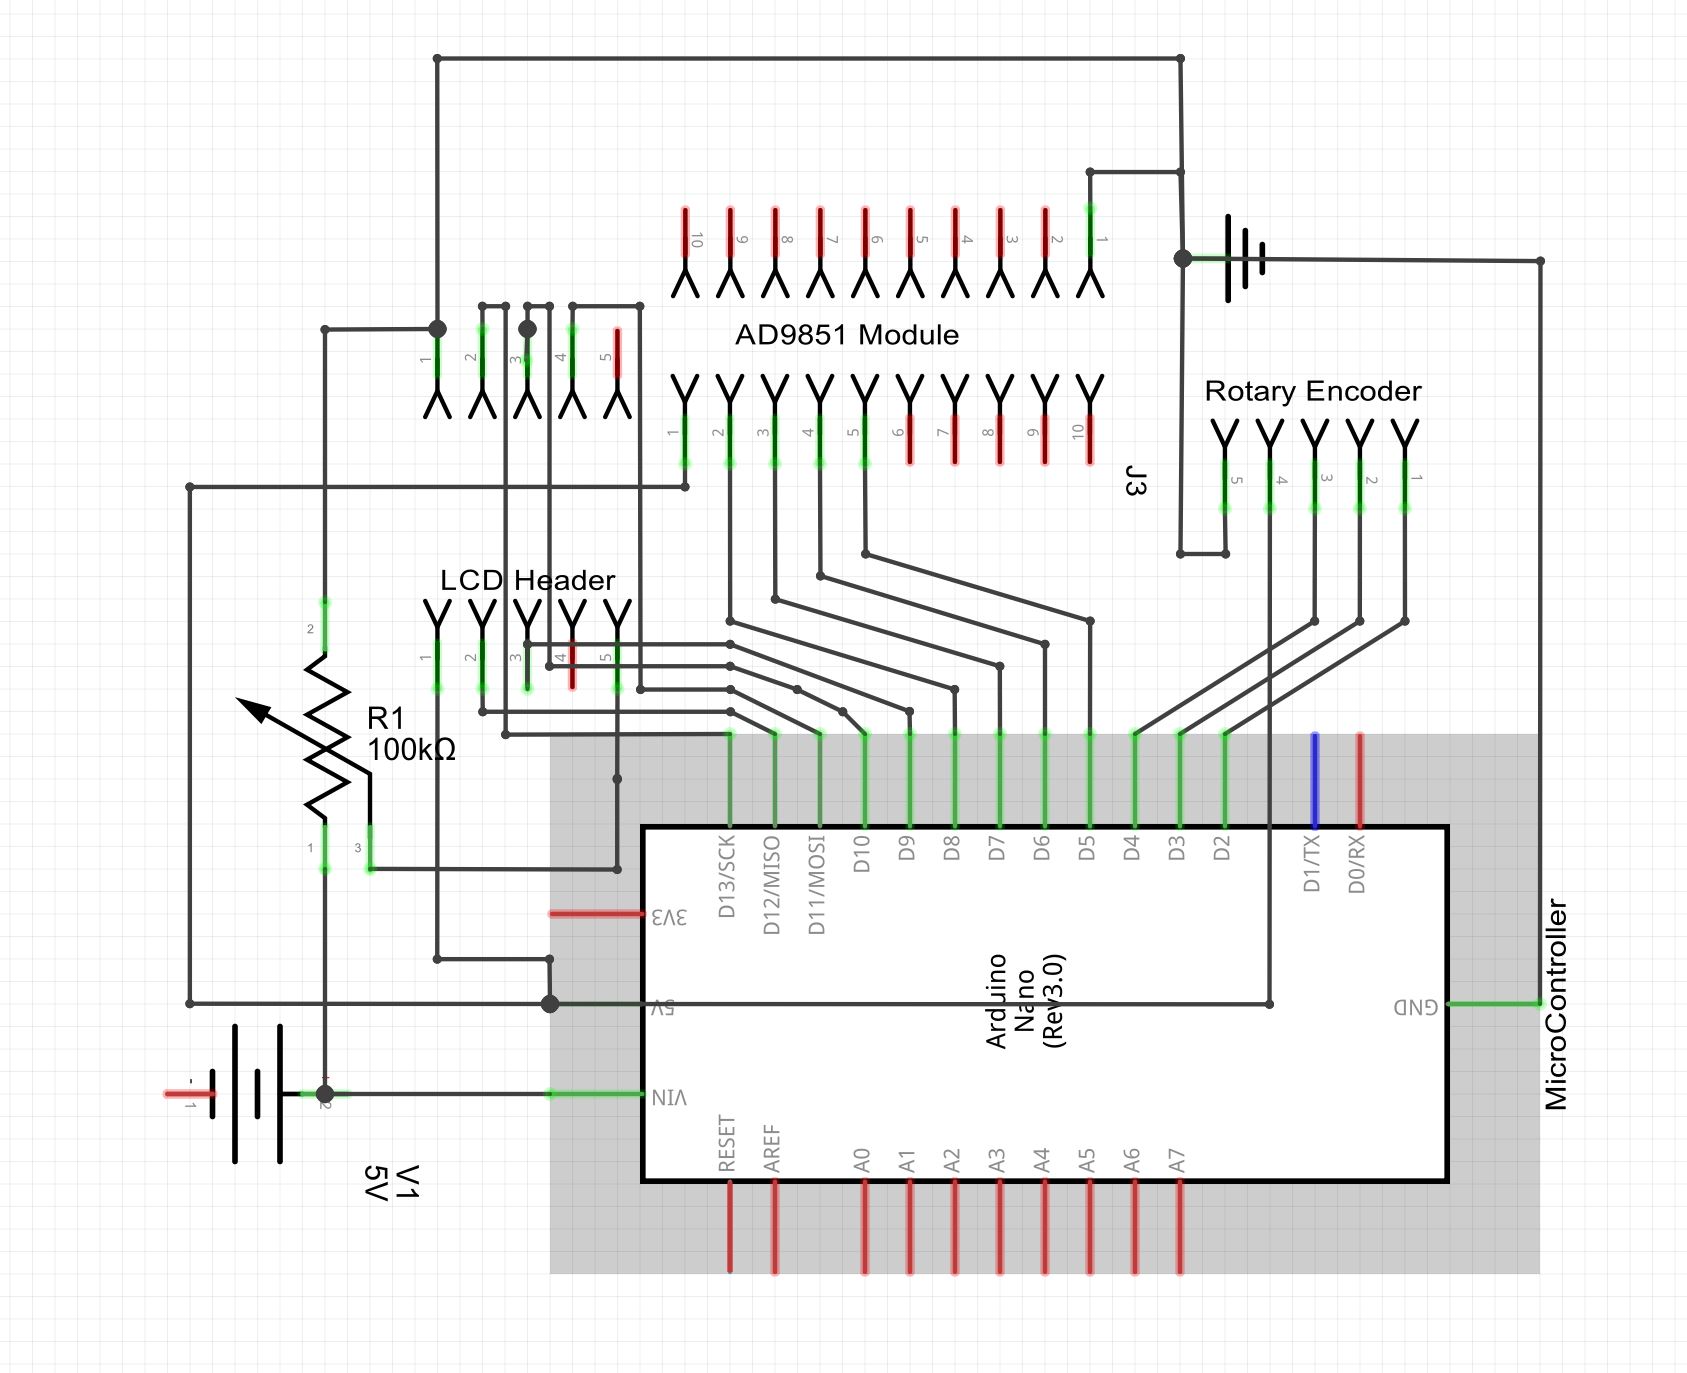 10 9 8 7 6 5 4 3 2 1
AD9851 Module
1 2 3 4 5
Rotary Encoder
1 2 3 4 5 6 7 8 9 10
J3
5 4 3 2 1
LCD Header
1 2 3 4 5
2
R1
100kΩ
1 3
D13/SCK D12/MISO D11/MOSI D10 D9 D8 D7 D6 D5 D4 D3 D2 D1/TX D0/RX
3V3
Arduino
Nano
(Rev3.0)
MicroController
5V
GND
- +
1 2
VIN
RESET AREF A0 A1 A2 A3 A4 A5 A6 A7
V1
5V